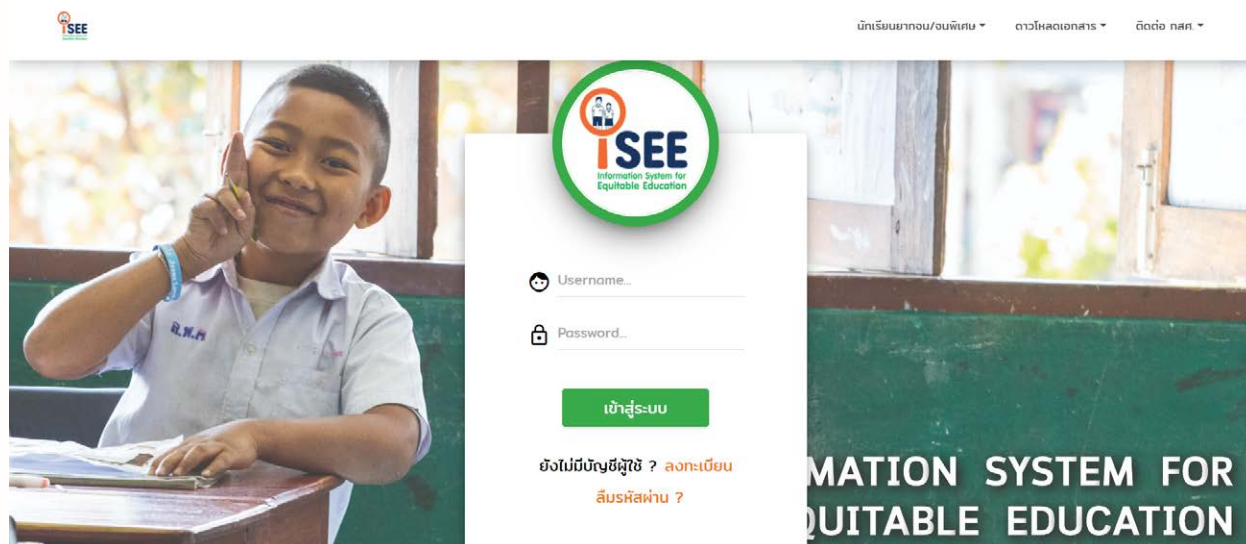 iSEE
นักเรียนยากจน/จนพิเศษ
ดาวโหลดเอกสาร
ติดต่อ กสศ.
iSEE
Information System for
Equitable Education
Username...
Password...
เข้าสู่ระบบ
ยังไม่มีบัญชีผู้ใช้ ? ลงทะเบียน
ลืมรหัสผ่าน ?
MATION SYSTEM FOR
QUITABLE EDUCATION